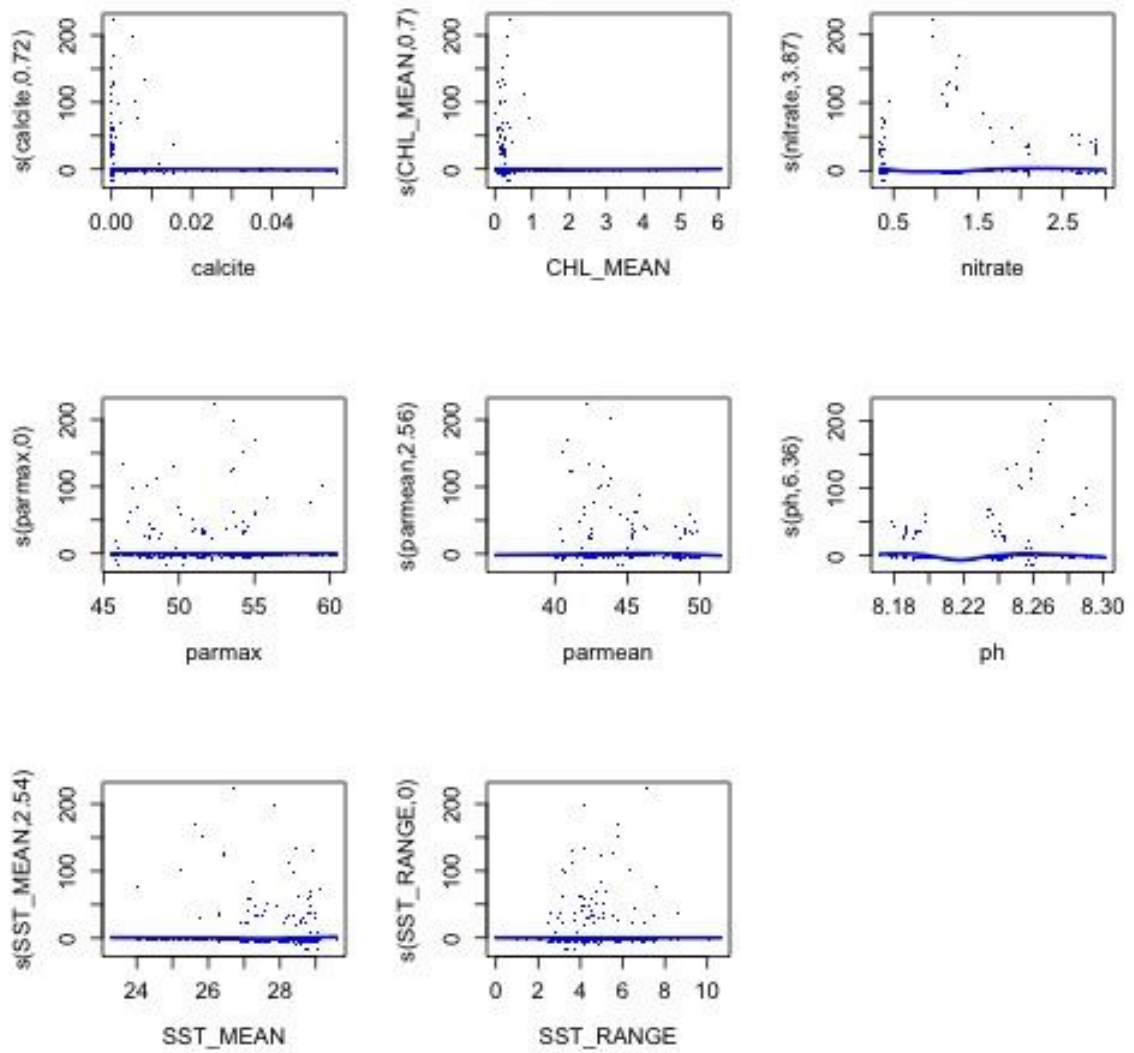 s(calcite,0.72)
200
100
0
0.00 0.02 0.04
calcite
s(CHL_MEAN,0.7)
200
100
0
0 1 2 3 4 5 6
CHL_MEAN
s(nitrate,3.87)
200
100
0
0.5 1.5 2.5
nitrate
s(parmax,0)
200
100
0
45 50 55 60
parmax
s(parmean,2.56)
200
100
0
40 45 50
parmean
s(ph,6.36)
200
100
0
8.18 8.22 8.26 8.30
ph
s(SST_MEAN,2.54)
200
100
0
24 26 28
SST_MEAN
s(SST_RANGE,0)
200
100
0
0 2 4 6 8 10
SST_RANGE